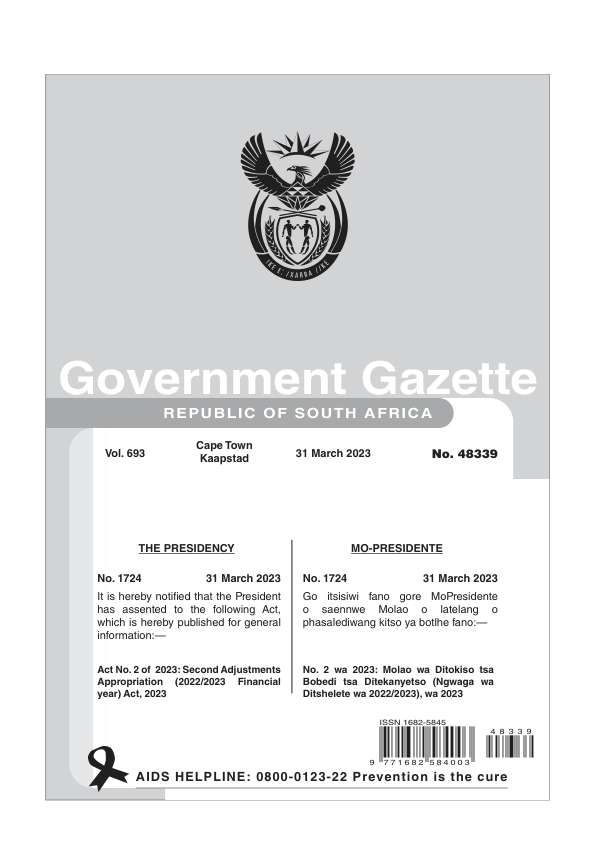 !KE E: /XARRA //KE
Government Gazette
REPUBLIC OF SOUTH AFRICA
Vol. 693
Cape Town
Kaapstad
31 March 2023
No. 48339
THE PRESIDENCY
No. 1724 31 March 2023
It is hereby notified that the President
has assented to the following Act,
which is hereby published for general
information:—
Act No. 2 of 2023: Second Adjustments
Appropriation (2022/2023 Financial
year) Act, 2023
MO-PRESIDENTE
No. 1724 31 March 2023
Go itsisiwi fano gore MoPresidente
o saennwe Molao o latelang o
phasalediwang kitso ya botlhe fano:—
No. 2 wa 2023: Molao wa Ditokiso tsa
Bobedi tsa Ditekanyetso (Ngwaga wa
Ditshelete wa 2022/2023), wa 2023
ISSN 1682-5845
9 771682 584003
48339
AIDS HELPLINE: 0800-0123-22 Prevention is the cure